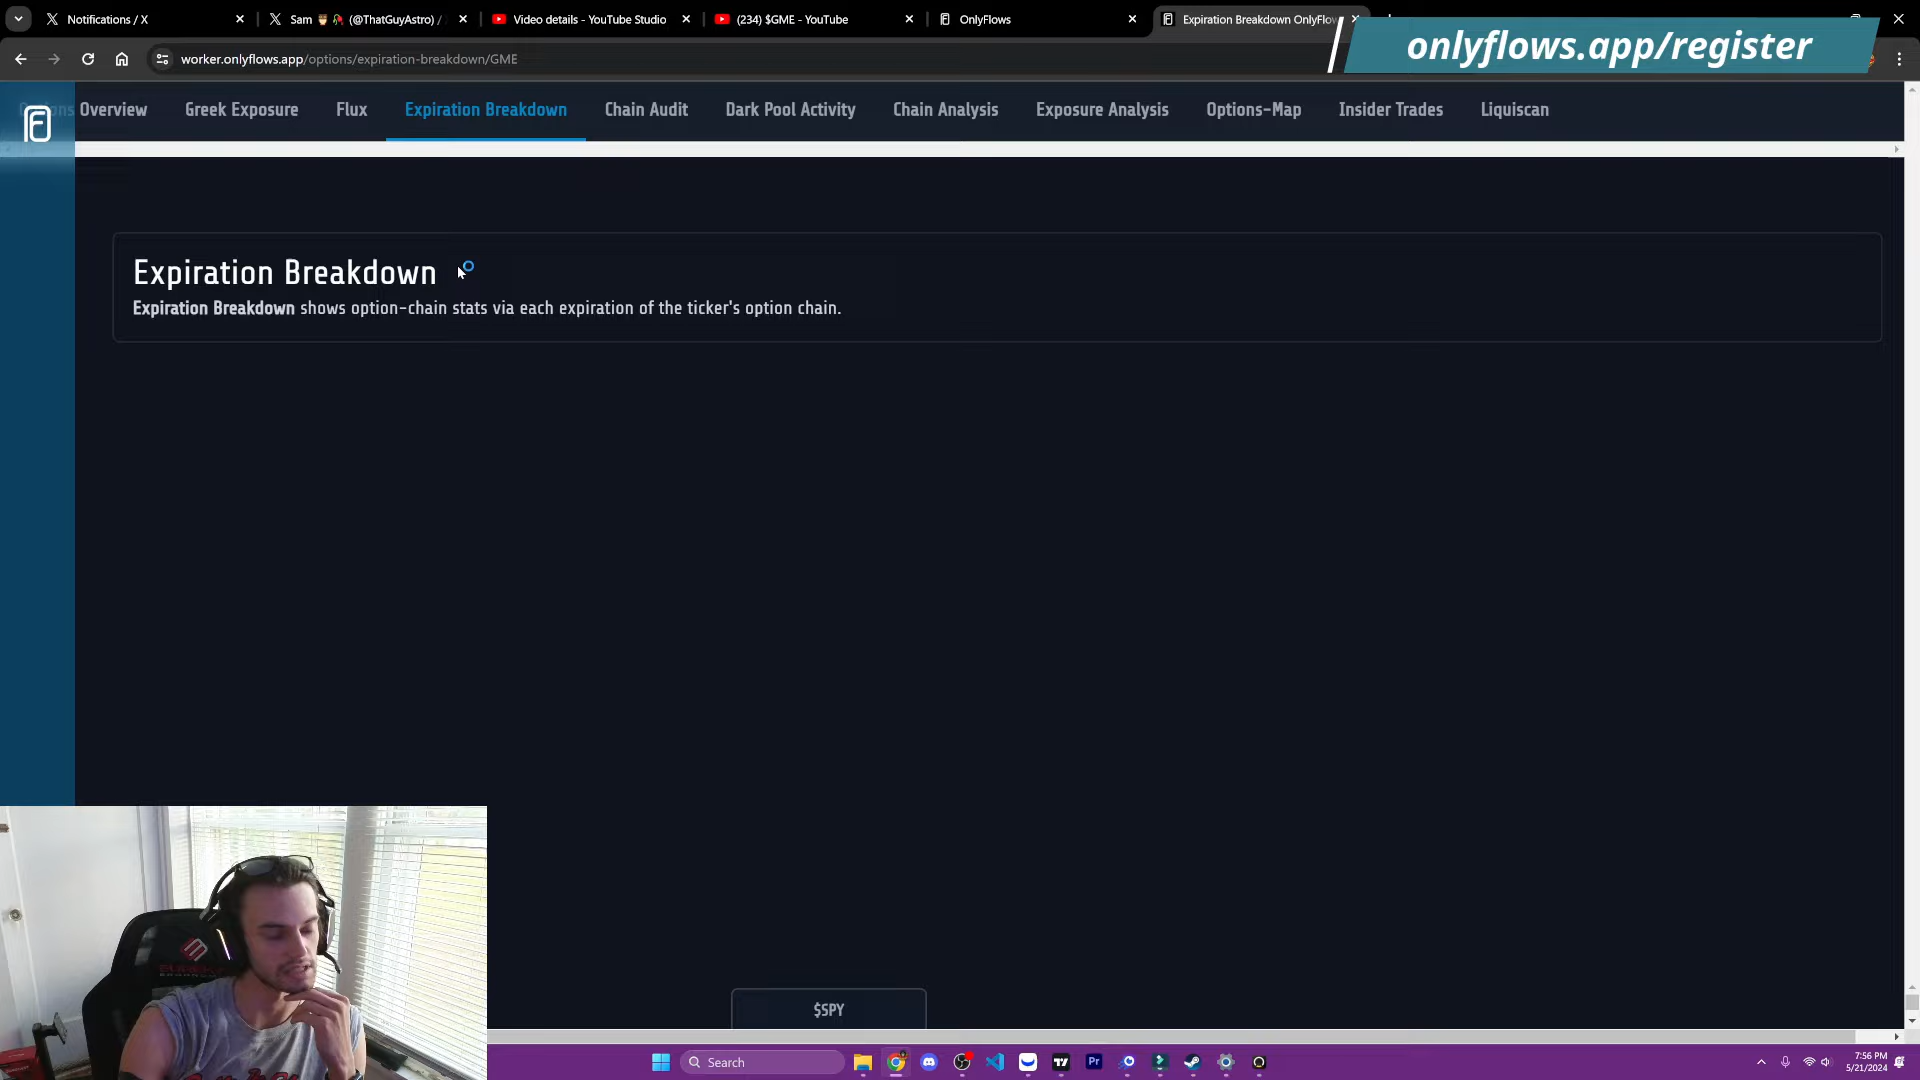 Notifications / X
Sam (@ThatGuyAstro) /
Video details - YouTube Studio
(234) $GME - YouTube
OnlyFlows
Expiration Breakdown OnlyFlow
onlyflows.app/register
worker.onlyflows.app/options/expiration-breakdown/GME
ns Overview
Greek Exposure
Flux
Expiration Breakdown
Chain Audit
Dark Pool Activity
Chain Analysis
Exposure Analysis
Options-Map
Insider Trades
Liquiscan
Expiration Breakdown
Expiration Breakdown shows option-chain stats via each expiration of the ticker's option chain.
$SPY
Search
Pr
7:56 PM
5/21/2024